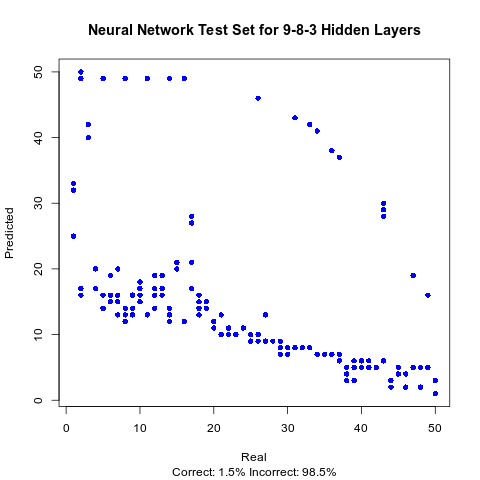 Neural Network Test Set for 9-8-3 Hidden Layers
Predicted
50
40
30
20
10
0
0 10 20 30 40 50
Real
Correct: 1.5% Incorrect: 98.5%